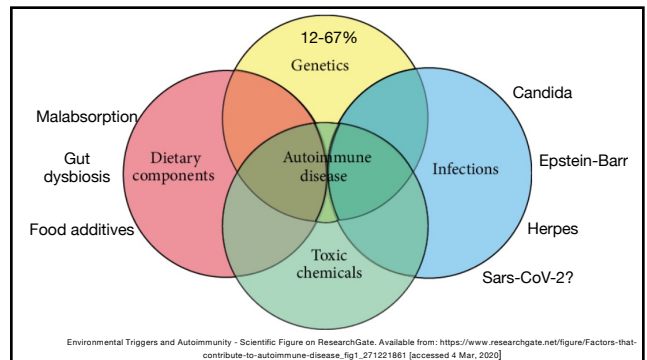 12-67%
Genetics
Malabsorption
Gut
dysbiosis
Food additives
Dietary
components
Autoimmune
disease
Infections
Toxic
chemicals
Candida
Epstein-Barr
Herpes
Sars-CoV-2?
Environmental Triggers and Autoimmunity - Scientific Figure on ResearchGate. Available from: https://www.researchgate.net/figure/Factors-that-
contribute-to-autoimmune-disease_fig1_271221861 [accessed 4 Mar, 2020]